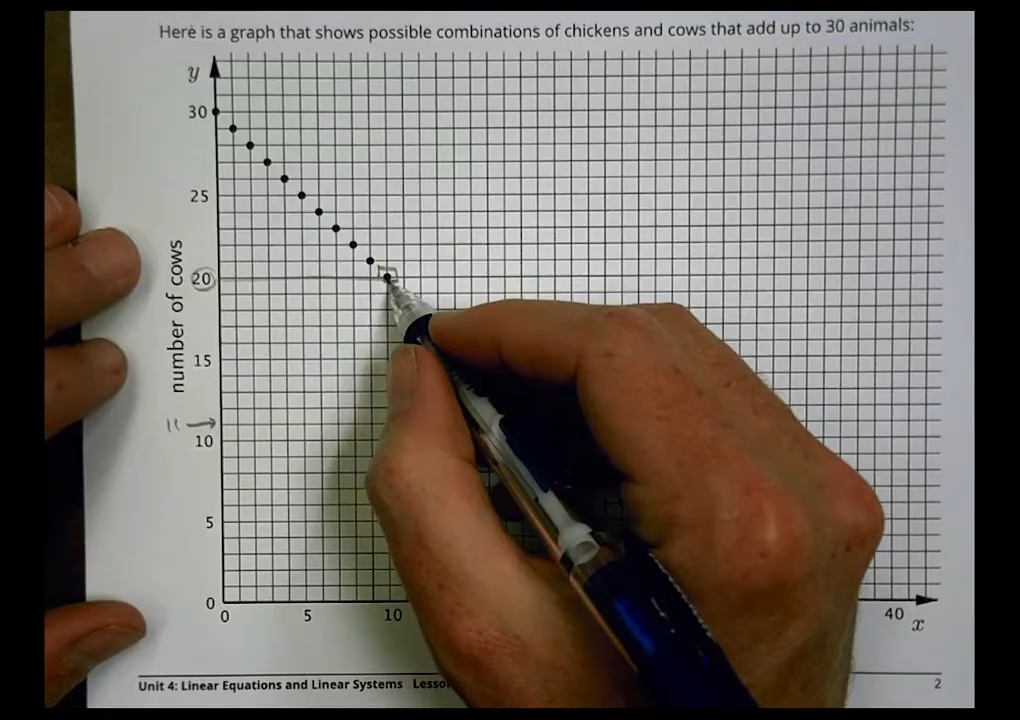 Here is a graph that shows possible combinations of chickens and cows that add up to 30 animals:
y
30
25
20
number of cows
15
11
10
5
0
0 5 10 40
x
Unit 4: Linear Equations and Linear Systems
2